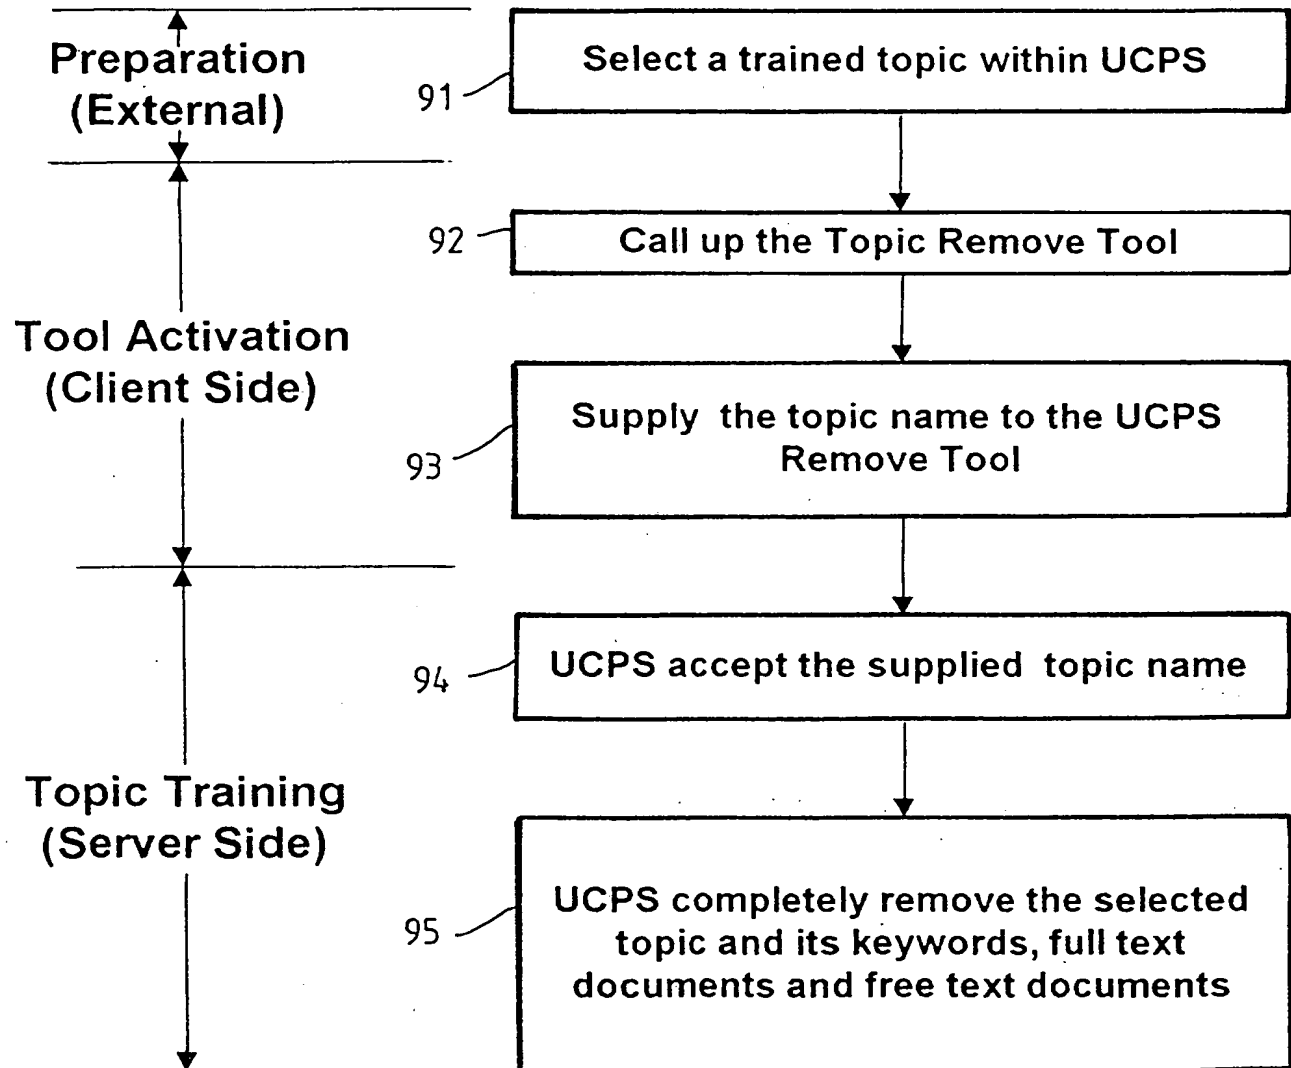 Preparation
(External)
91
Select a trained topic within UCPS
92
Call up the Topic Remove Tool
Tool Activation
(Client Side)
93
Supply the topic name to the UCPS
Remove Tool
94
UCPS accept the supplied topic name
Topic Training
(Server Side)
95
UCPS completely remove the selected
topic and its keywords, full text
documents and free text documents